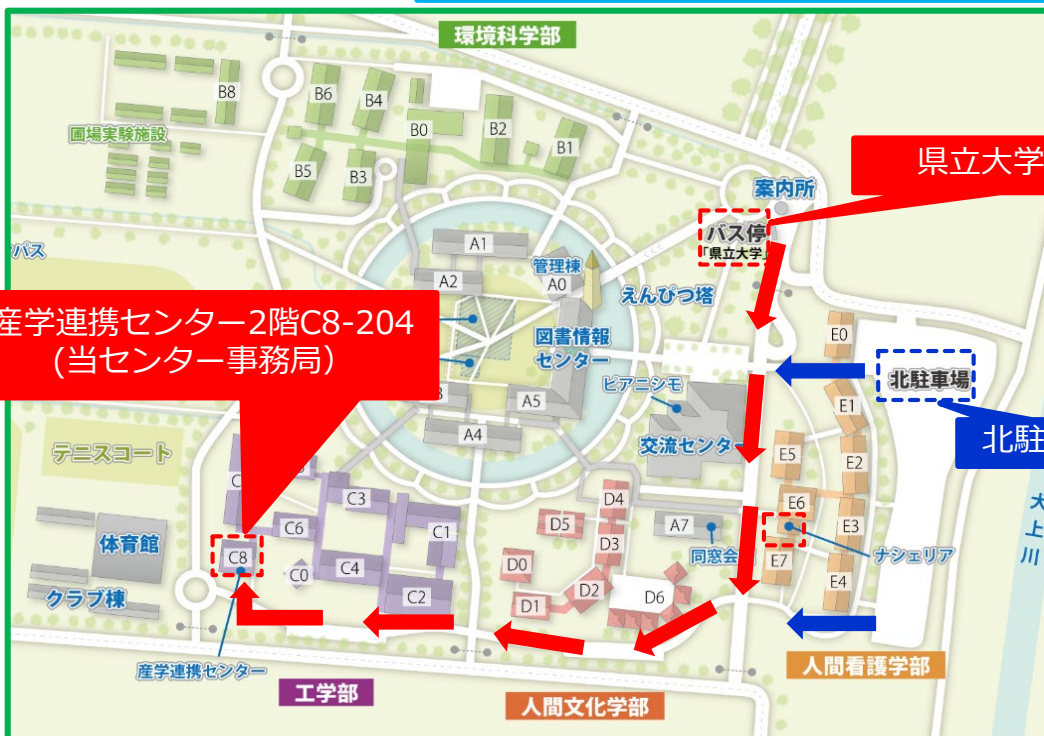 環境科学部
B8
B6
B4
B0
B2
B1
圃場実験施設
B5
B3
県立大学
案内所
バス停
「県立大学」
パス
A1
A2
管理棟
A0
えんぴつ塔
産学連携センター2階C8-204
(当センター事務局）
図書情報
センター
E0
北駐車場
ピアニシモ
A5
E1
A4
交流センタ
北駐
テニスコート
E5
E2
C3
D4
E6
大
上
川
C6
C1
D5
A7
E3
体育館
D3
同窓会
ナシェリア
C8
C0
C4
D0
E7
E4
クラブ棟
C2
D1
D2
D6
産学連携センター
人間看護学部
工学部
人間文化学部